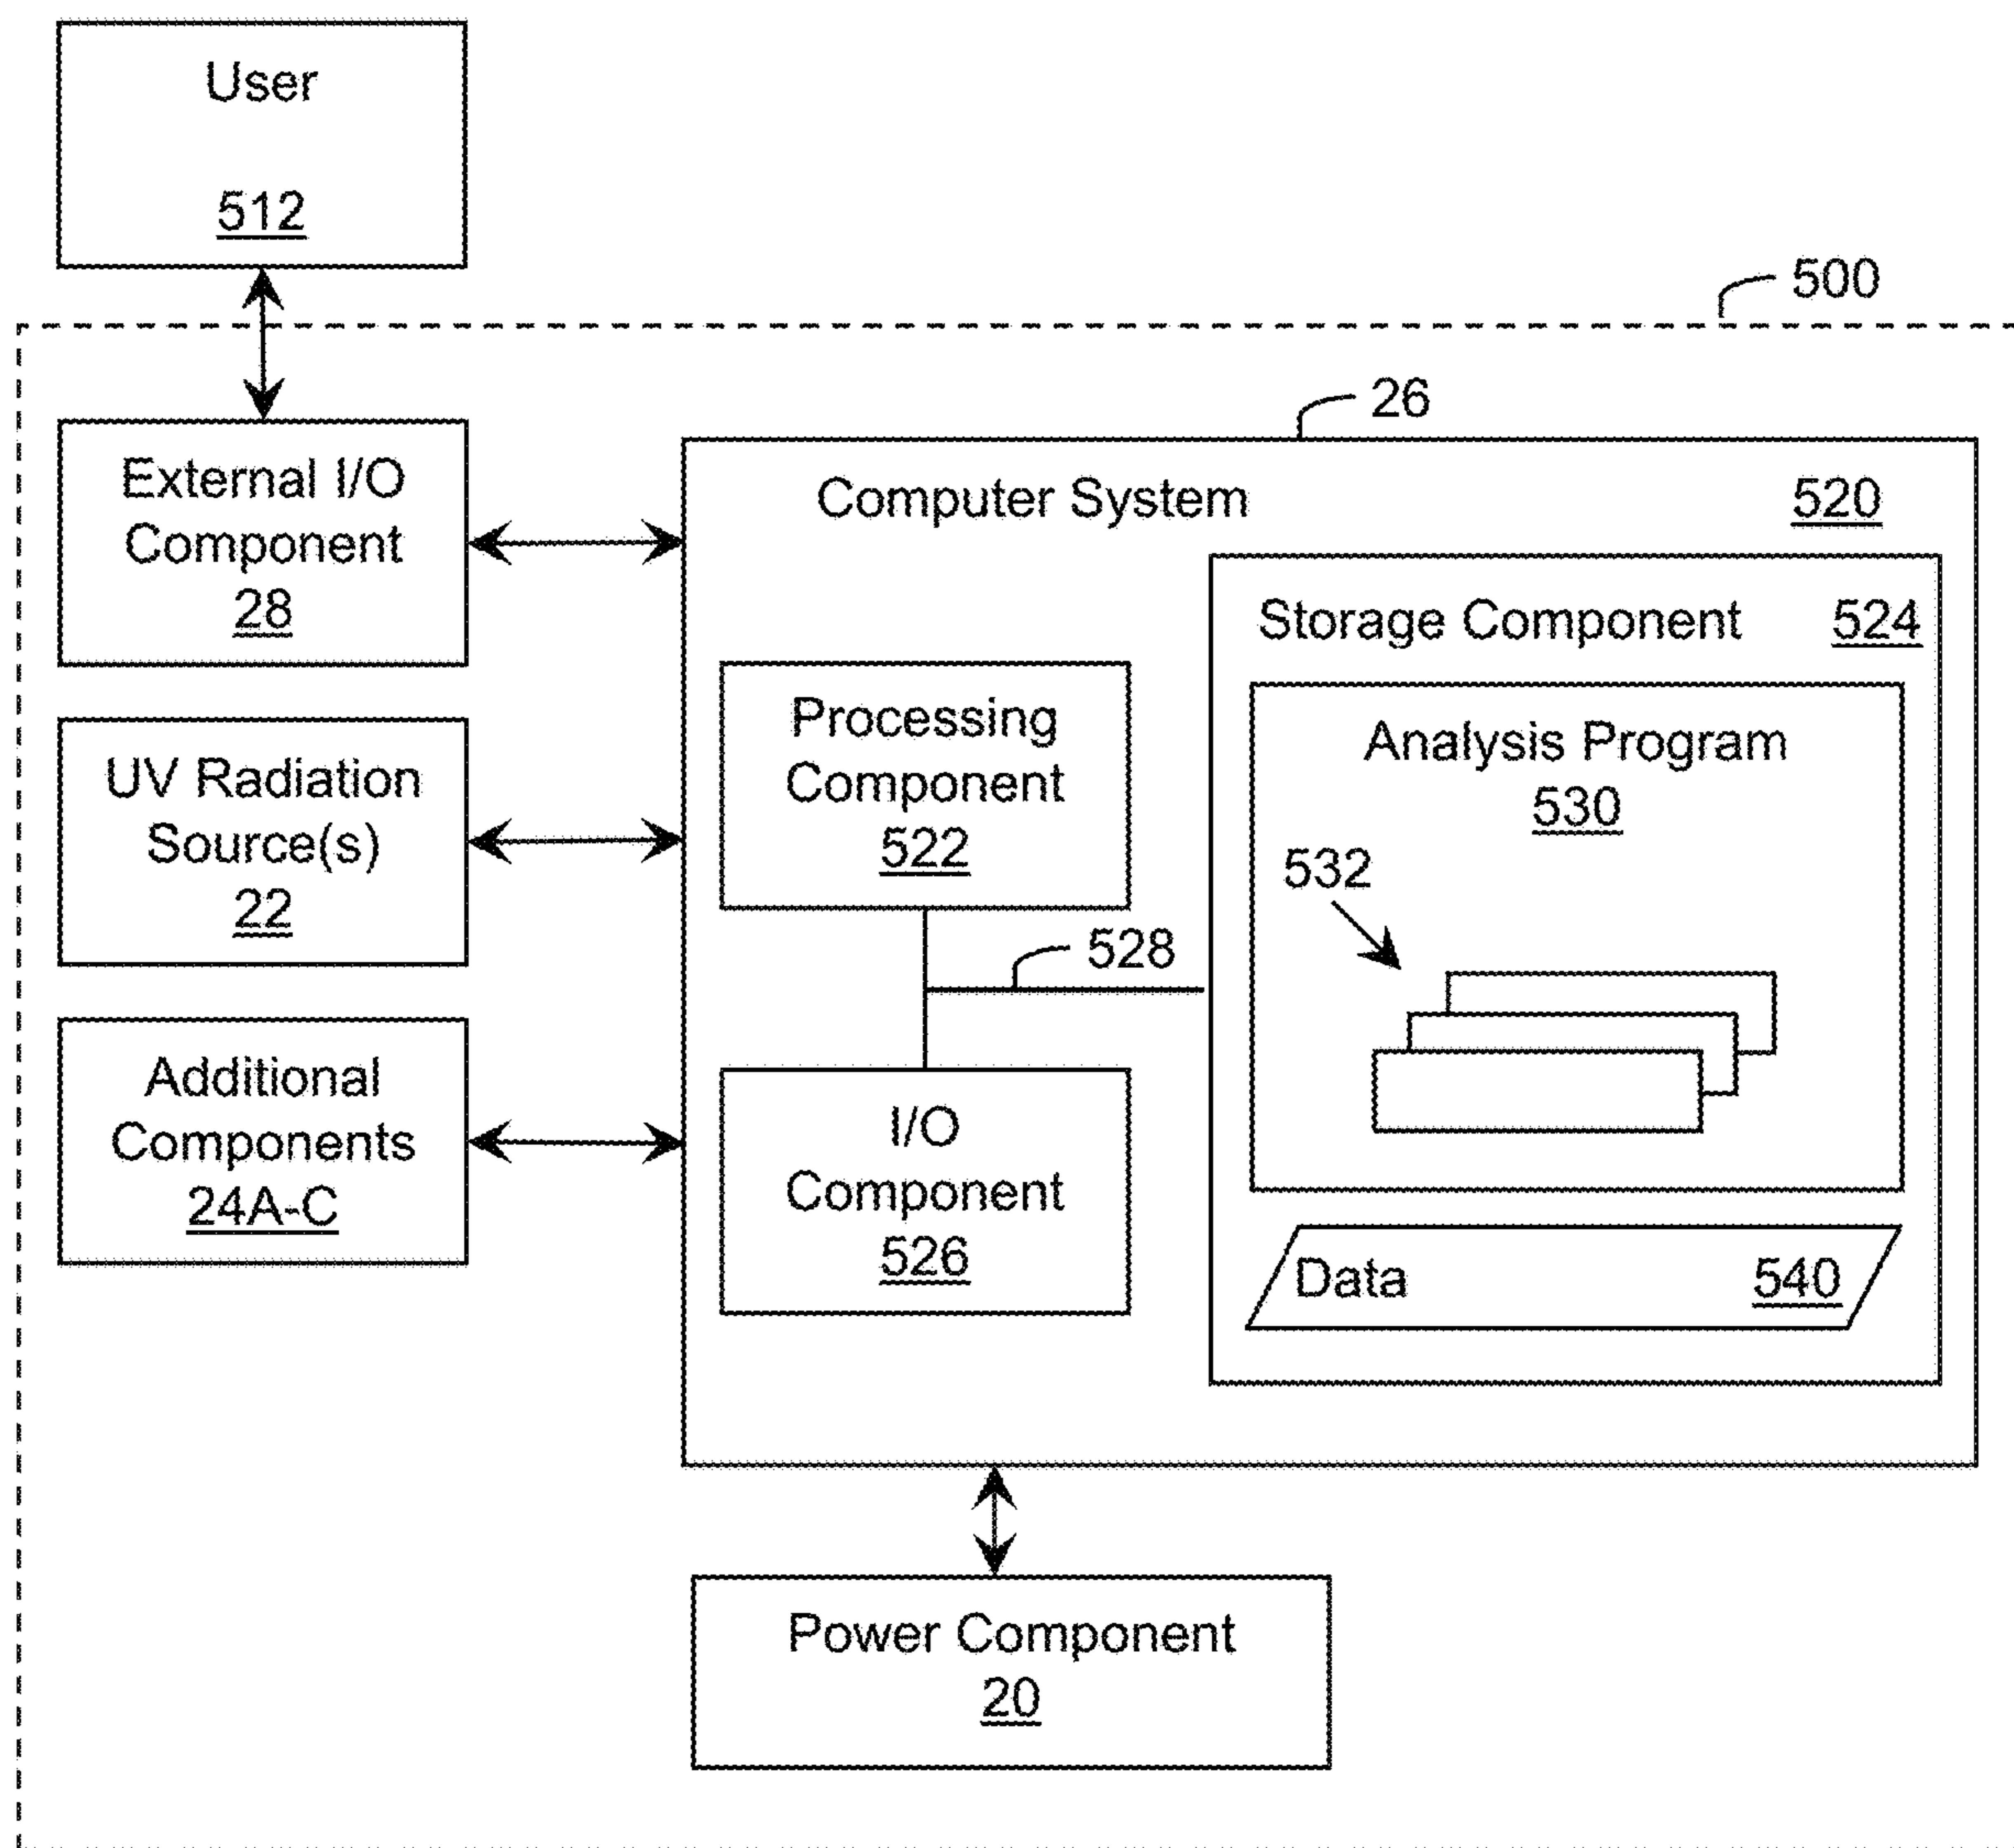 User
512
500
26
External I/O
Component
28
Computer System 520
Storage Component 524
Processing
Component
522
Analysis Program
530
UV Radiation
Source(s)
22
532
528
Additional
Components
24A-C
I/O
Component
526
Data 540
Power Component
20